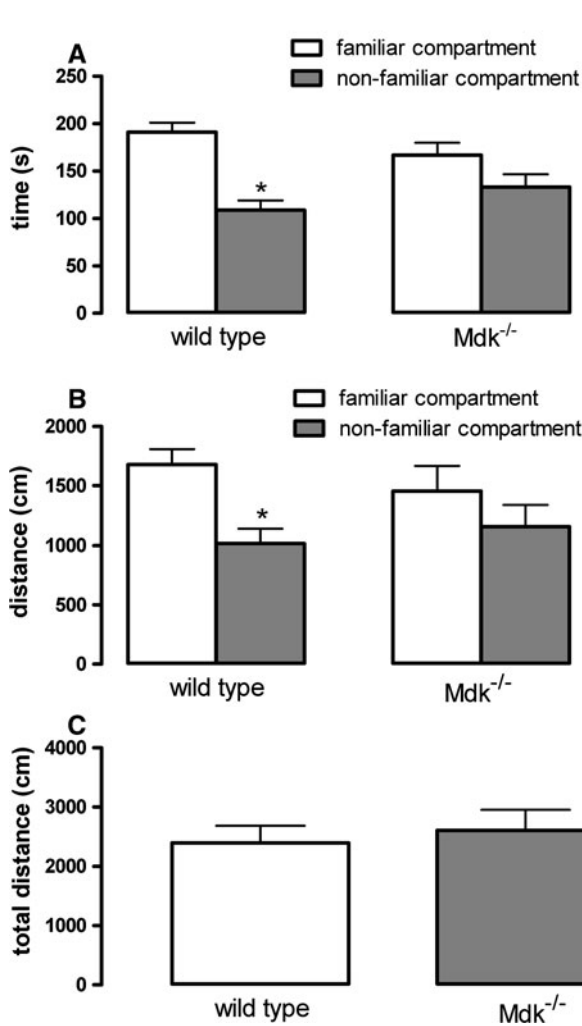 A
familiar compartment
non-familiar compartment
250
200
150
100
50
0
time (s)
*
wild type
Mdk-/-
B
familiar compartment
non-familiar compartment
2000
1500
1000
500
0
distance (cm)
*
wild type
Mdk-/-
C
4000
3000
2000
1000
0
total distance (cm)
wild type
Mdk-/-